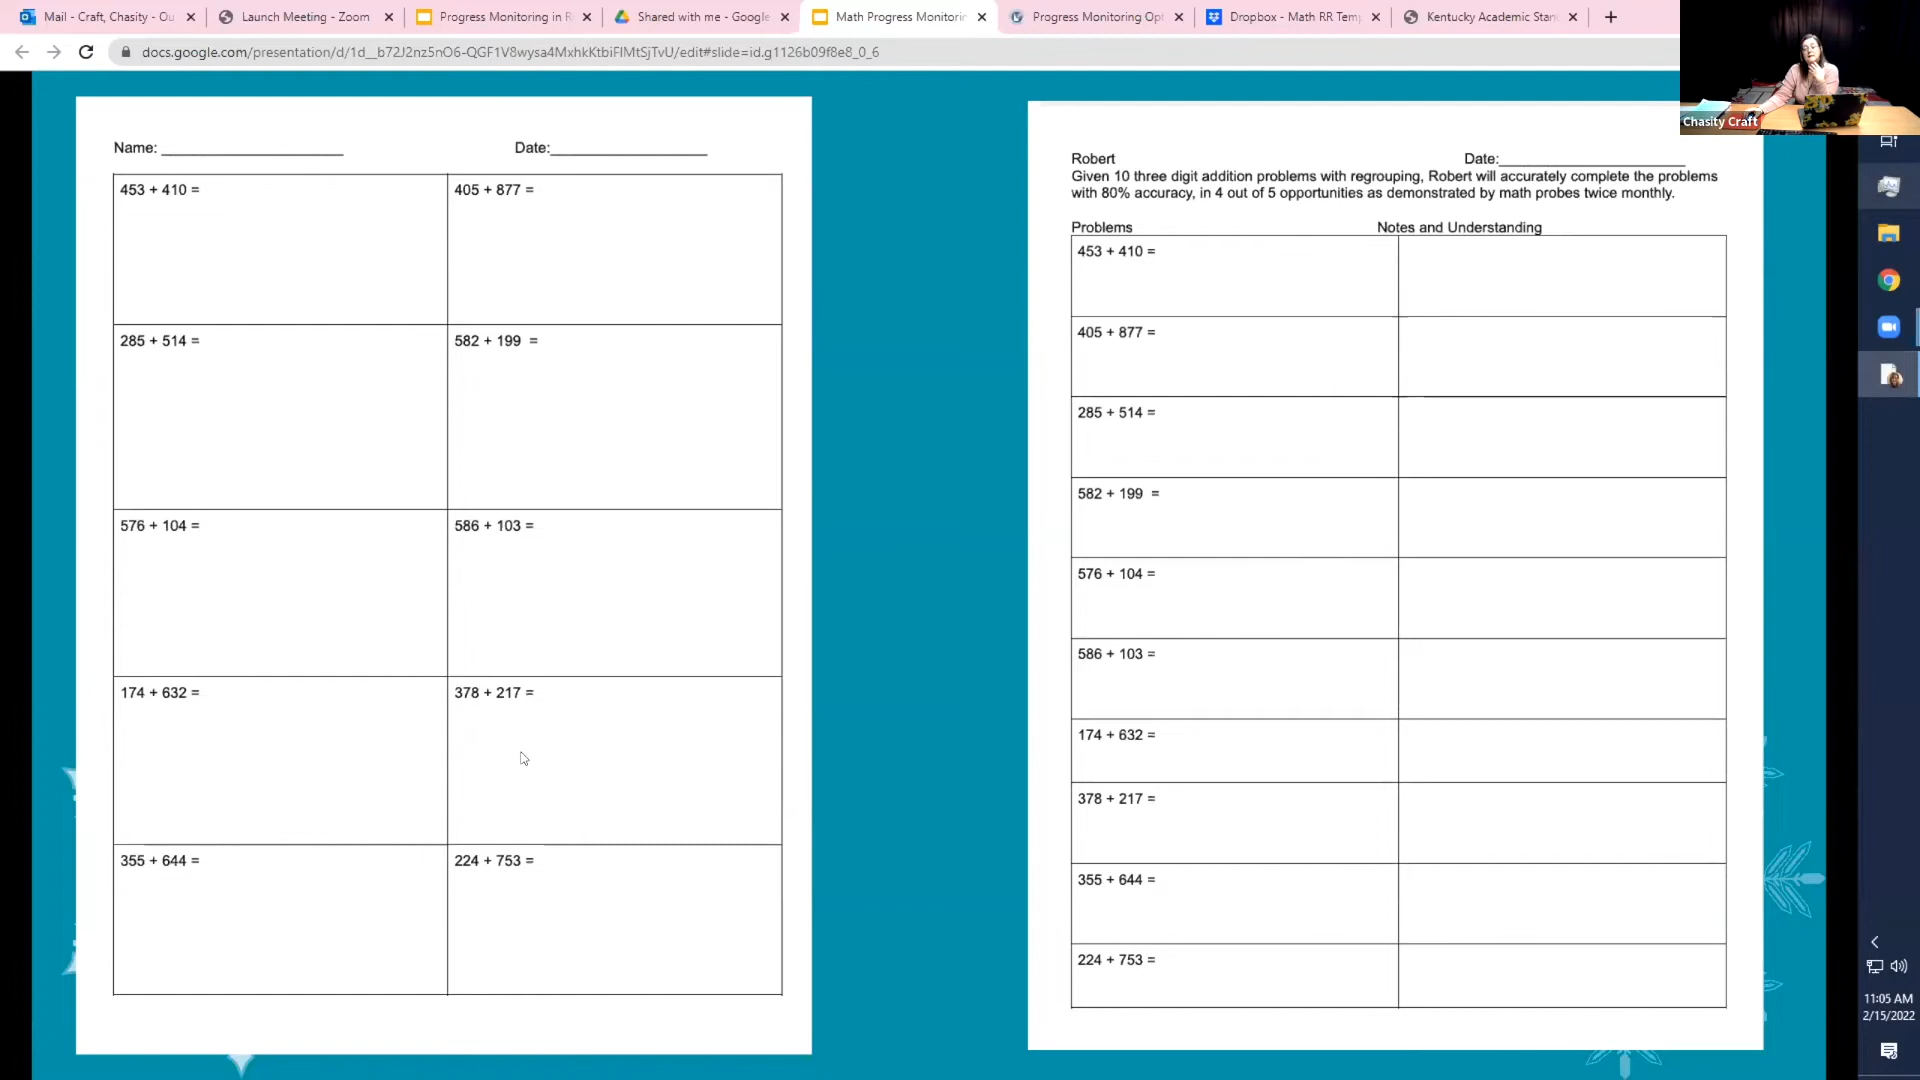 Mail - Craft, Chasity - Ou
Launch Meeting - Zoom
Progress Monitoring in R
Shared with me - Google
Math Progress Monitorin
Progress Monitoring Opt
Dropbox - Math RR Temp
Kentucky Academic Stan
docs.google.com/presentation/d/1d__b72J2nz5nO6-QGF1V8wysa4MxhkKtbiFIMtSjTvU/edit#slide=id.g1126b09f8e8_0_6
Chasity Craft
Name: ______________________ Date:___________________
453 + 410 = 405 + 877 =
285 + 514 = 582 + 199 =
576 + 104 = 586 + 103 =
174 + 632 = 378 + 217 =
355 + 644 = 224 + 753 =
Robert Date:______________________
Given 10 three digit addition problems with regrouping, Robert will accurately complete the problems
with 80% accuracy, in 4 out of 5 opportunities as demonstrated by math probes twice monthly.
Problems Notes and Understanding
453 + 410 =
405 + 877 =
285 + 514 =
582 + 199 =
576 + 104 =
586 + 103 =
174 + 632 =
378 + 217 =
355 + 644 =
224 + 753 =
11:05 AM
2/15/2022